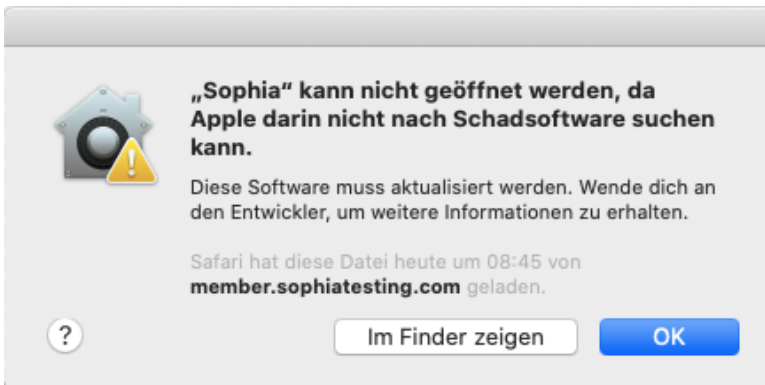 „Sophia“ kann nicht geöffnet werden, da
Apple darin nicht nach Schadsoftware suchen
kann.
Diese Software muss aktualisiert werden. Wende dich an
den Entwickler, um weitere Informationen zu erhalten.
Safari hat diese Datei heute um 08:45 von
member.sophiatesting.com geladen.
? Im Finder zeigen OK